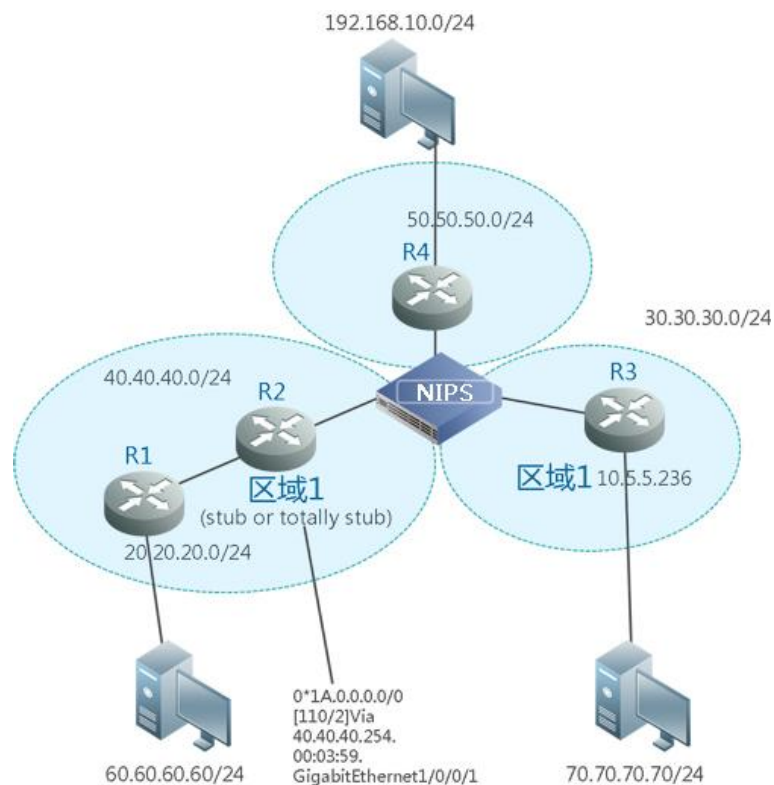 192.168.10.0/24
50.50.50.0/24
R4
30.30.30.0/24
40.40.40.0/24
R2
NIPS
R3
R1
区域1
(stub or totally stub)
区域1
10.5.5.236
20.20.20.0/24
0*1A.0.0.0.0/0
[110/2]Via
40.40.40.254.
00:03:59.
GigabitEthernet1/0/0/1
60.60.60.60/24
70.70.70.70/24